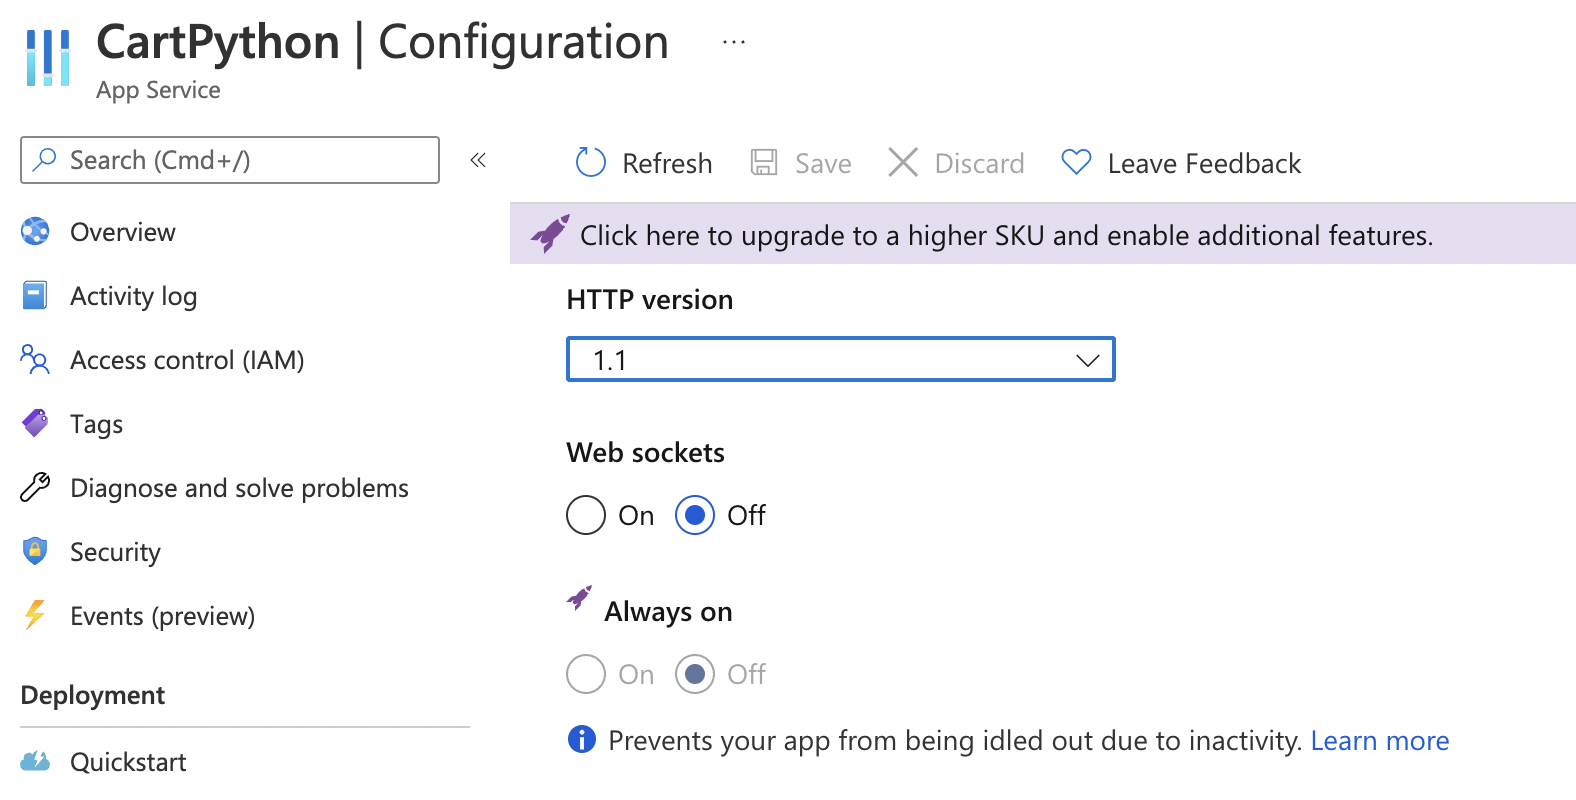 CartPython | Configuration ...
App Service
Search (Cmd+/)
«
Overview
Activity log
Access control (IAM)
Tags
Diagnose and solve problems
Security
Events (preview)
Deployment
Quickstart
Refresh Save Discard Leave Feedback
Click here to upgrade to a higher SKU and enable additional features.
HTTP version
1.1
Web sockets
On Off
Always on
On Off
Prevents your app from being idled out due to inactivity. Learn more